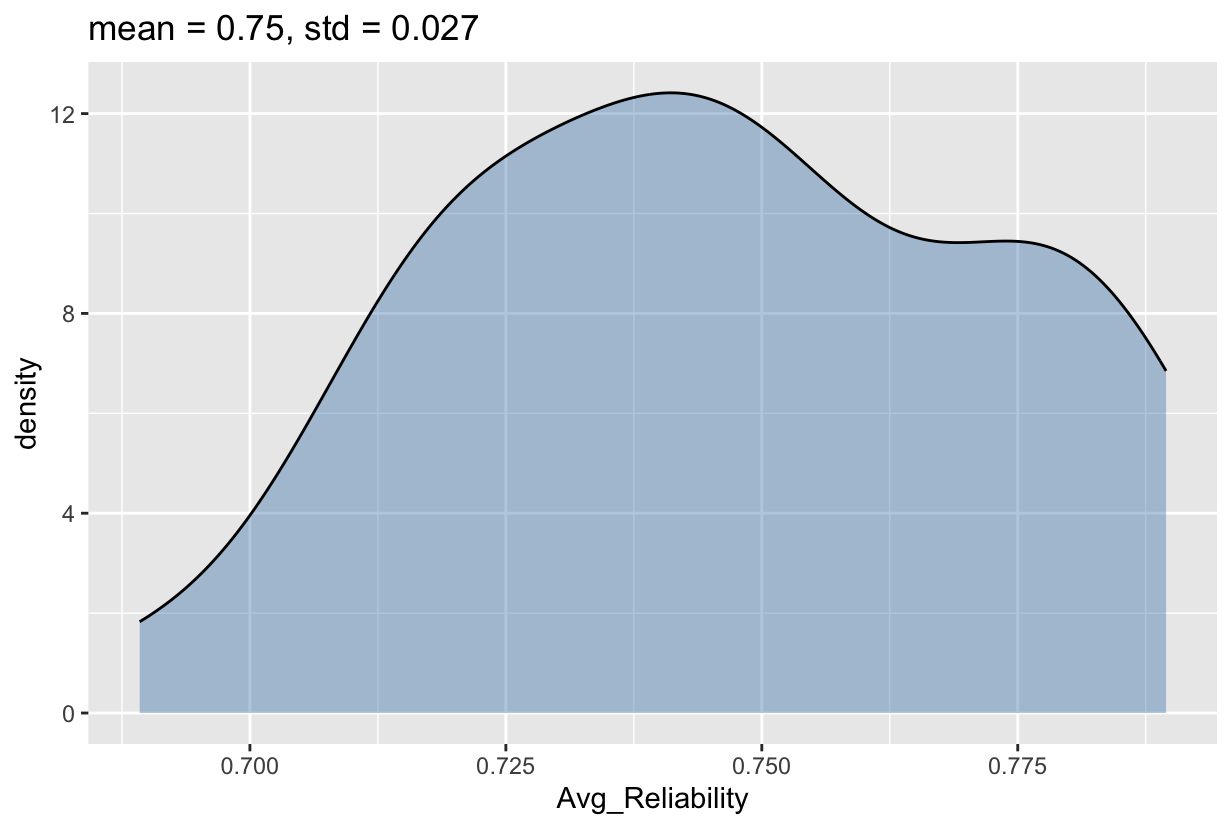 mean = 0.75, std = 0.027
12
8
4
0
density
0.700 0.725 0.750 0.775
Avg_Reliability